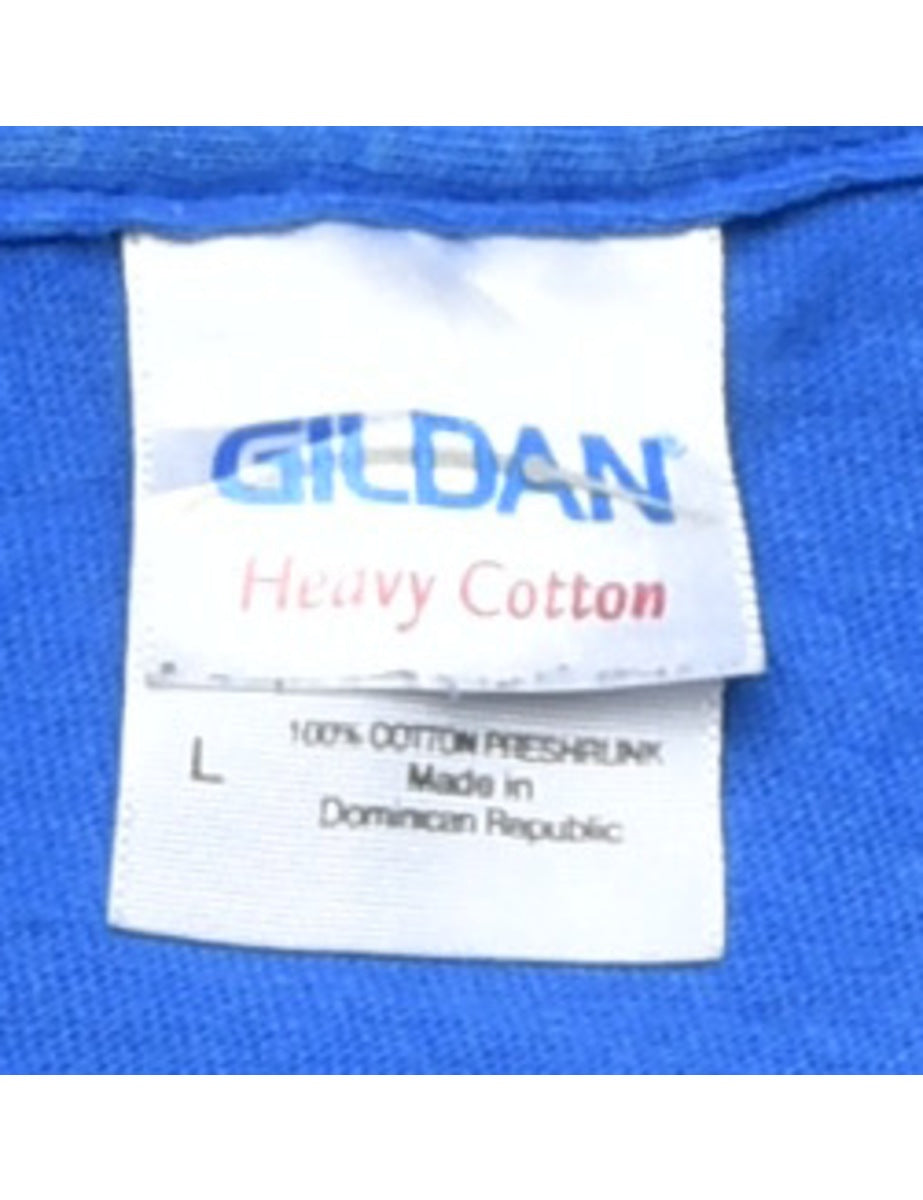 GILDAN®
Heavy Cotton
L
100% COTTON PRESHRUNK
Made in
Dominican Republic